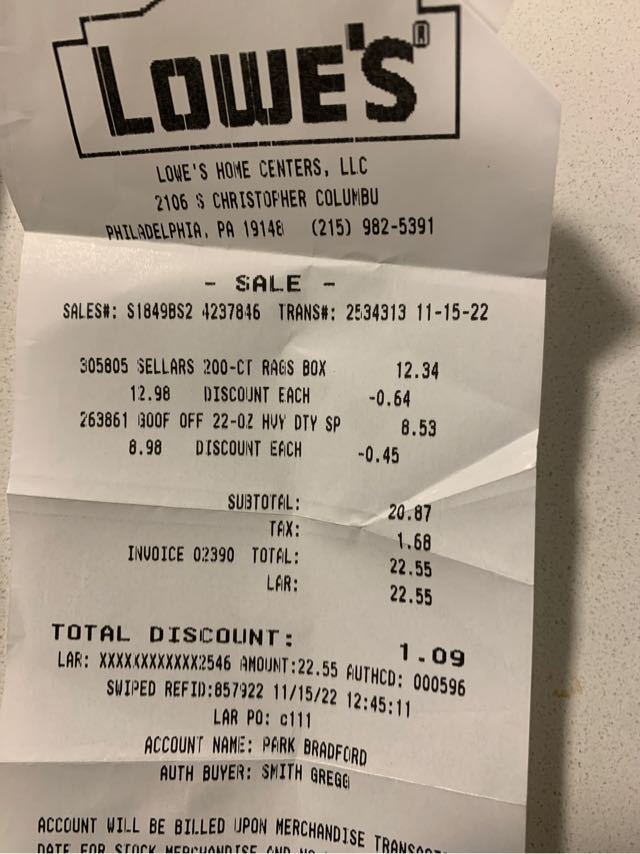 LOWE'S®
LOWE'S HOME CENTERS, LLC
2106 S CHRISTOPHER COLUMBU
PHILADELPHIA, PA 19148 (215) 982-5391
- SALE -
SALES#: S1849BS2 4237846 TRANS#: 2534313 11-15-22
305805 SELLARS 200-CT RAGS BOX 12.34
12.98 DISCOUNT EACH -0.64
263861 GOOF OFF 22-OZ HVY DTY SP 8.53
8.98 DISCOUNT EACH -0.45
SUBTOTAL: 20.87
TAX: 1.68
INVOICE 02390 TOTAL: 22.55
LAR: 22.55
TOTAL DISCOUNT: 1.09
LAR: XXXXXXXXXXXX2546 AMOUNT:22.55 AUTHCD: 000596
SWIPED REFID:857922 11/15/22 12:45:11
LAR PO: c111
ACCOUNT NAME: PARK BRADFORD
AUTH BUYER: SMITH GREGG
ACCOUNT WILL BE BILLED UPON MERCHANDISE
DATE FOR STOCK MERCHANDISE AND